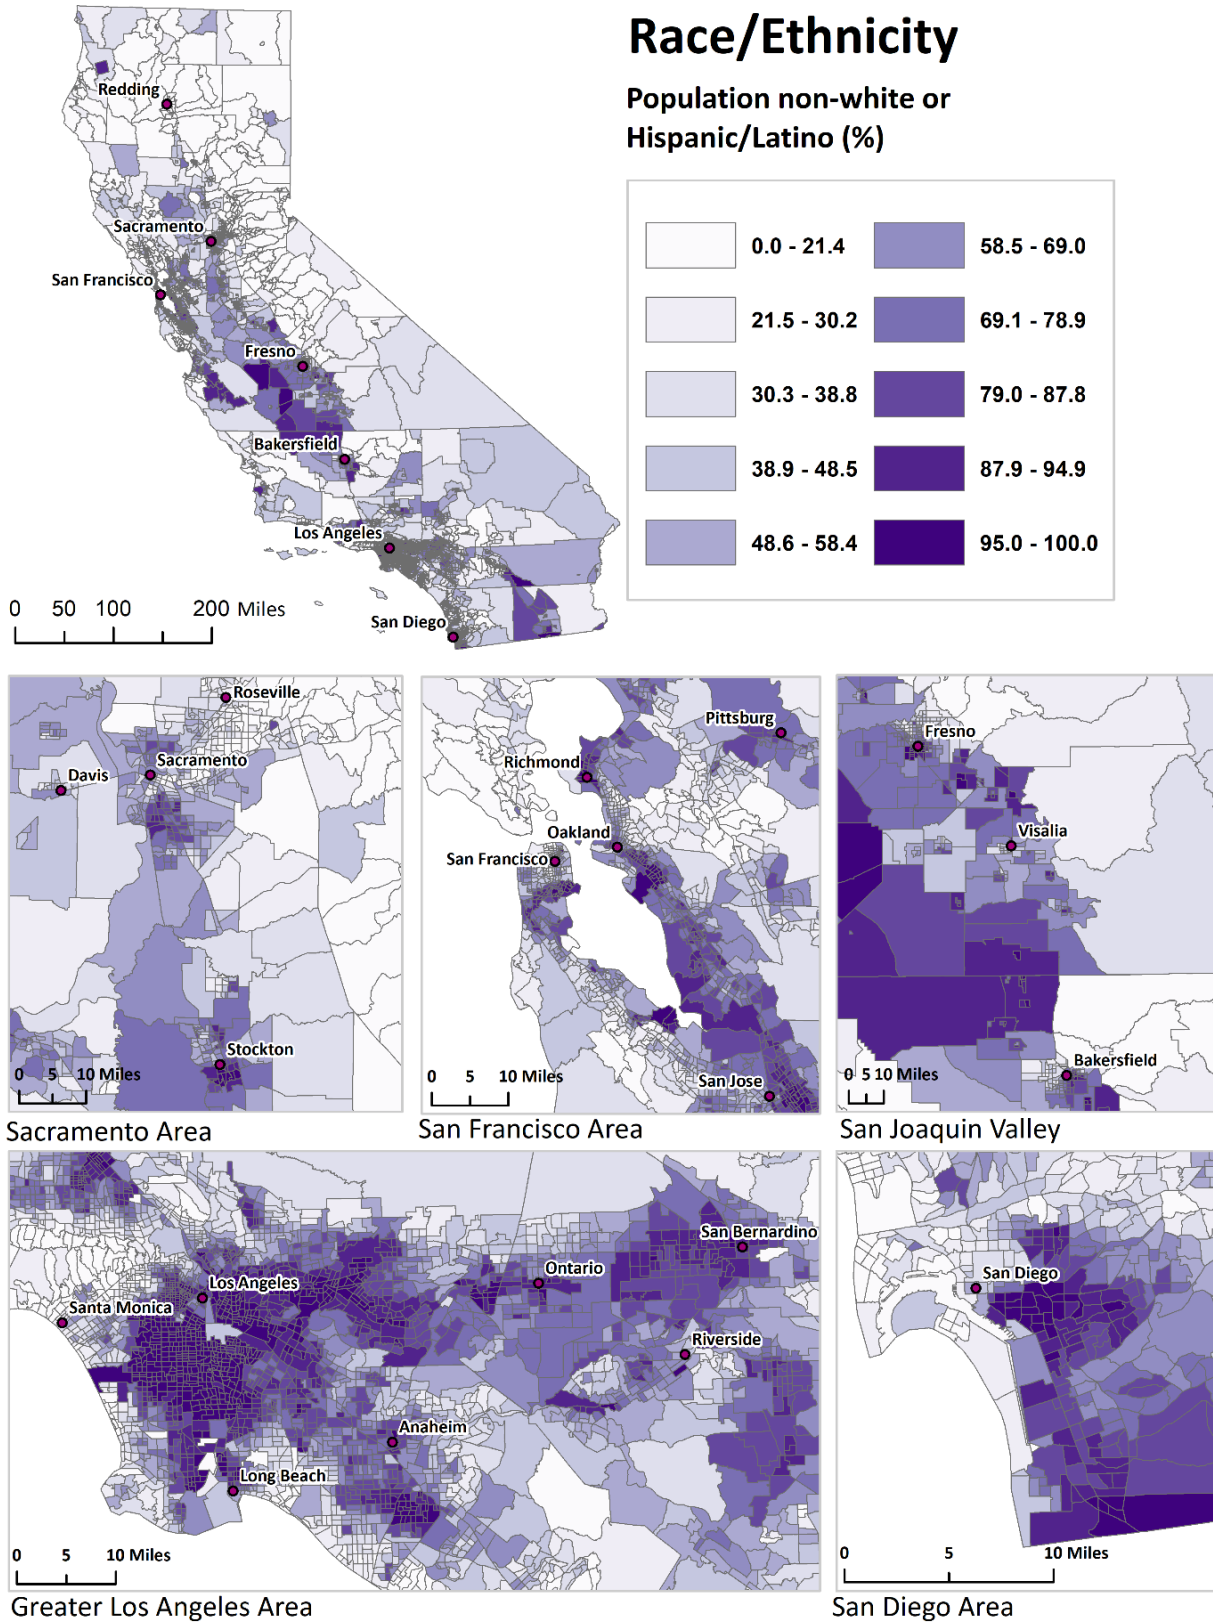 Race/Ethnicity
Population non-white or
Hispanic/Latino (%)
0.0 - 21.4
58.5 - 69.0
21.5 - 30.2
69.1 - 78.9
30.3 - 38.8
79.0 - 87.8
38.9 - 48.5
87.9 - 94.9
48.6 - 58.4
95.0 - 100.0
Redding
Sacramento
San Francisco
Fresno
Bakersfield
Los Angeles
San Diego
0 50 100 200 Miles
Roseville
Sacramento
Davis
Stockton
0 5 10 Miles
Sacramento Area
Pittsburg
Richmond
Oakland
San Francisco
San Jose
0 5 10 Miles
San Francisco Area
Fresno
Visalia
Bakersfield
0 5 10 Miles
San Joaquin Valley
San Bernardino
Ontario
Los Angeles
Santa Monica
Riverside
Anaheim
Long Beach
0 5 10 Miles
Greater Los Angeles Area
San Diego
0 5 10 Miles
San Diego Area